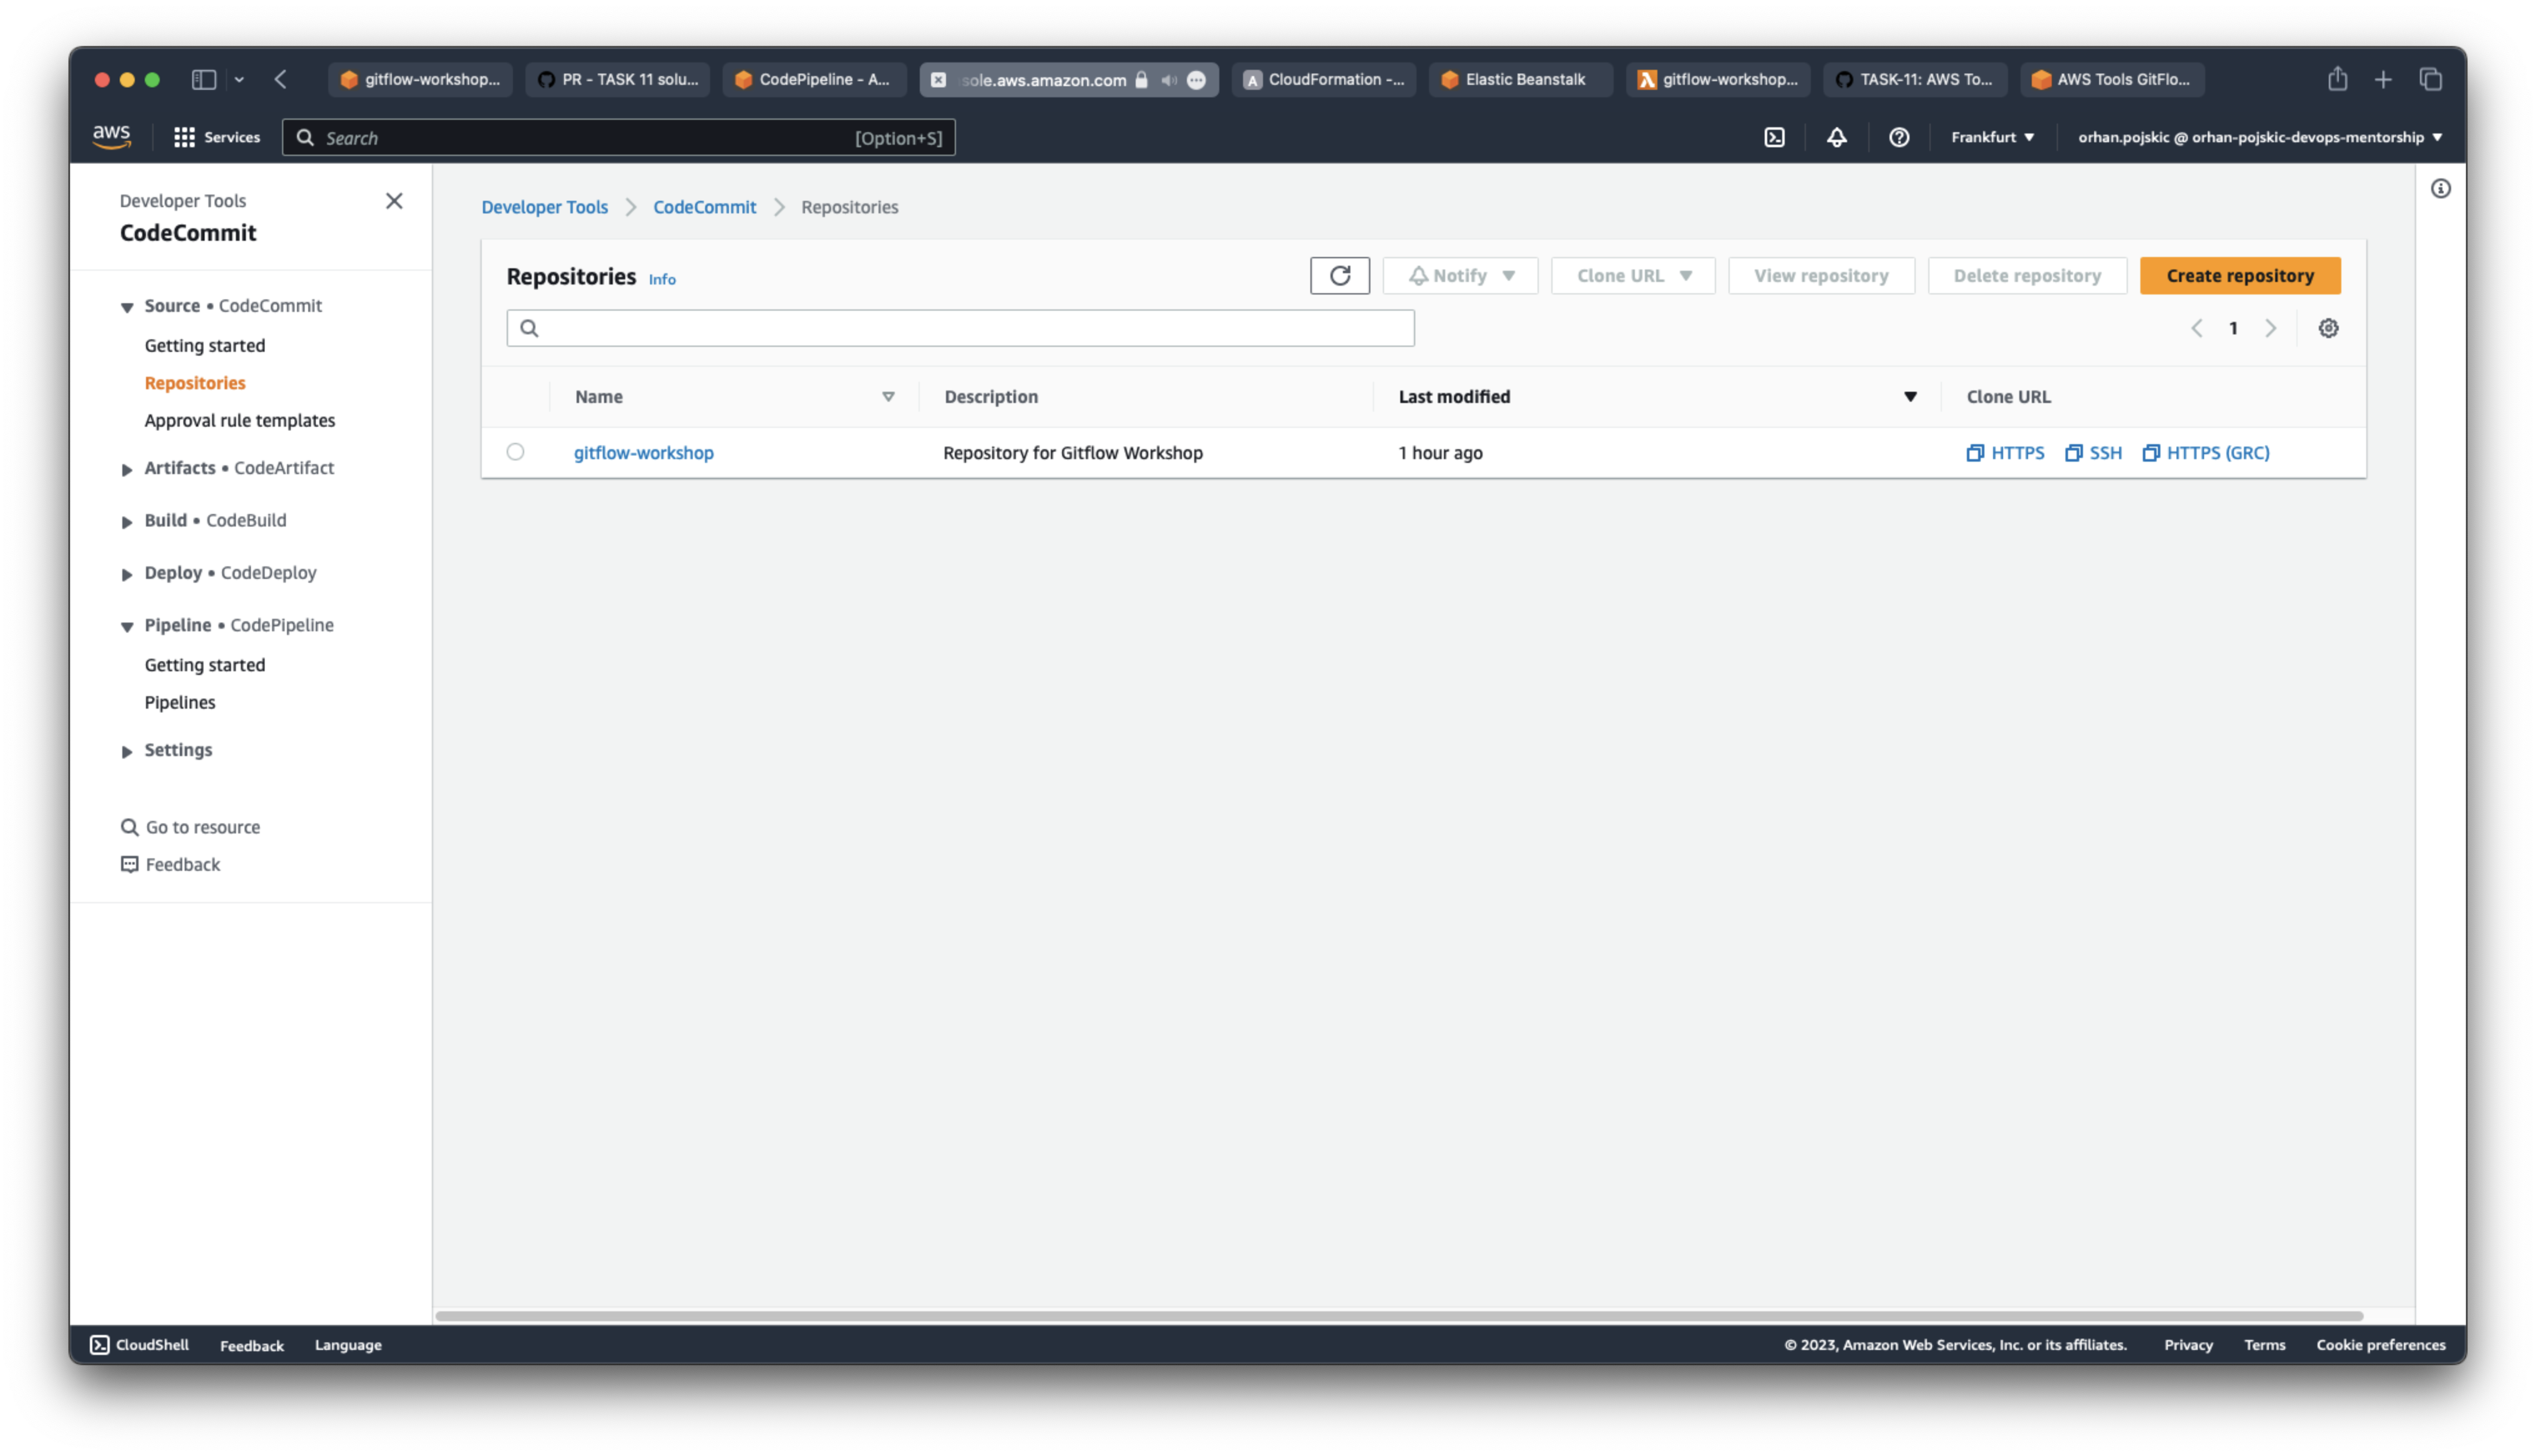 gitflow-workshop...
PR - TASK 11 solu...
CodePipeline - A...
sole.aws.amazon.com
A CloudFormation -...
Elastic Beanstalk
gitflow-workshop...
TASK-11: AWS To...
AWS Tools GitFlo...
aws
Services
Search
[Option+S]
Frankfurt
orhan.pojskic @ orhan-pojskic-devops-mentorship
Developer Tools
CodeCommit
Source • CodeCommit
Getting started
Repositories
Approval rule templates
Artifacts • CodeArtifact
Build • CodeBuild
Deploy • CodeDeploy
Pipeline • CodePipeline
Getting started
Pipelines
Settings
Go to resource
Feedback
Developer Tools
CodeCommit
Repositories
Repositories Info
Notify
Clone URL
View repository
Delete repository
Create repository
1
Name
Description
Last modified
Clone URL
gitflow-workshop
Repository for Gitflow Workshop
1 hour ago
HTTPS
SSH
HTTPS (GRC)
CloudShell
Feedback
Language
© 2023, Amazon Web Services, Inc. or its affiliates.
Privacy
Terms
Cookie preferences